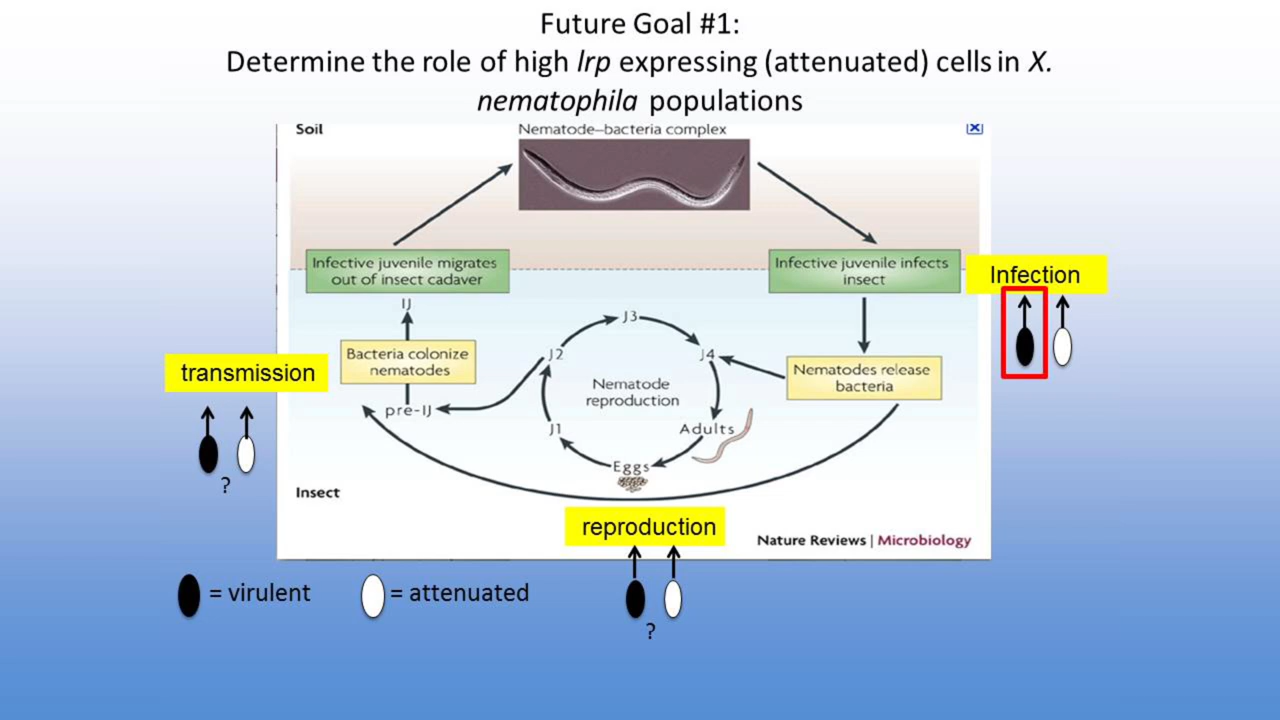 Future Goal #1:
Determine the role of high lrp expressing (attenuated) cells in X.
nematophila populations
Soil
Nematode–bacteria complex
Infective juvenile migrates
out of insect cadaver
Infective juvenile infects
insect
Infection
IJ
J3
Bacteria colonize
nematodes
J2
J4
Nematodes release
bacteria
transmission
Nematode
reproduction
pre-IJ
J1
Adults
Eggs
?
Insect
reproduction
Nature Reviews | Microbiology
= virulent
= attenuated
?